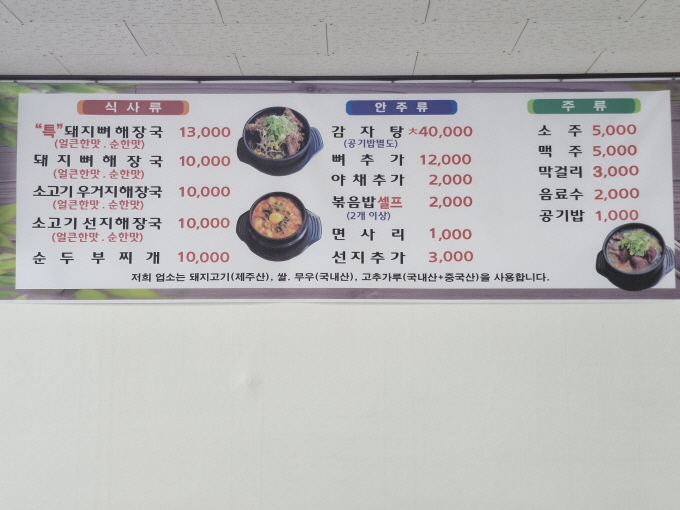 식 사 류
"특"돼지뼈해장국 13,000
(얼큰한맛 . 순한맛)
돼 지 뼈 해 장 국 10,000
(얼큰한맛 . 순한맛)
소고기 우거지해장국 10,000
(얼큰한맛 . 순한맛)
소고기 선지해장국 10,000
(얼큰한맛 . 순한맛)
순 두 부 찌 개 10,000
안 주 류
감 자 탕 大40,000
(공기밥별도)
뼈 추 가 12,000
야 채 추 가 2,000
볶음밥셀프 2,000
(2개 이상)
면 사 리 1,000
선 지 추 가 3,000
주 류
소 주 5,000
맥 주 5,000
막걸리 3,000
음료수 2,000
공기밥 1,000
저희 업소는 돼지고기(제주산), 쌀. 무우(국내산), 고추가루(국내산+중국산)을 사용합니다.